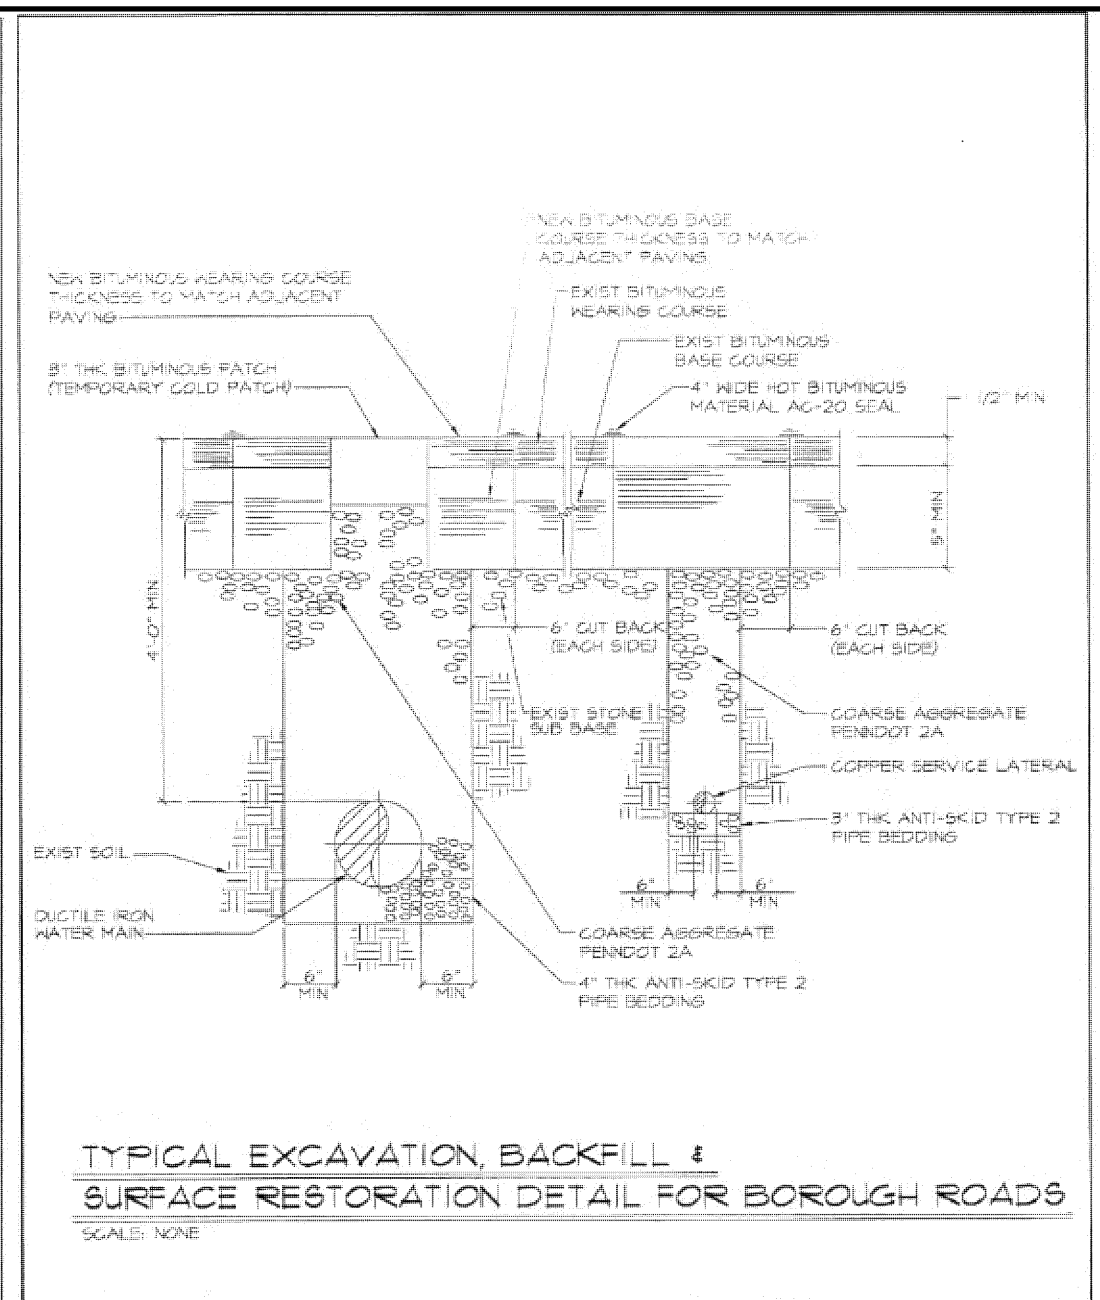 NEW BITUMINOUS BASE
COURSE THICKNESS TO MATCH
ADJACENT PAVING
NEW BITUMINOUS WEARING COURSE
THICKNESS TO MATCH ADJACENT
PAVING
EXIST BITUMINOUS
WEARING COURSE
EXIST BITUMINOUS
BASE COURSE
3" THK BITUMINOUS PATCH
(TEMPORARY COLD PATCH)
4" WIDE HOT BITUMINOUS
MATERIAL AC-20 SEAL
1/2" MIN
5" MIN
4'-0" MIN
6" CUT BACK
(EACH SIDE)
6" CUT BACK
(EACH SIDE)
EXIST STONE
SUB BASE
COARSE AGGREGATE
PENNDOT 2A
COPPER SERVICE LATERAL
3" THK ANTI-SKID TYPE 2
PIPE BEDDING
EXIST SOIL
6"
MIN
6"
MIN
DUCTILE IRON
WATER MAIN
COARSE AGGREGATE
PENNDOT 2A
6"
MIN
6"
MIN
4" THK ANTI-SKID TYPE 2
PIPE BEDDING
TYPICAL EXCAVATION, BACKFILL &
SURFACE RESTORATION DETAIL FOR BOROUGH ROADS
SCALE: NONE